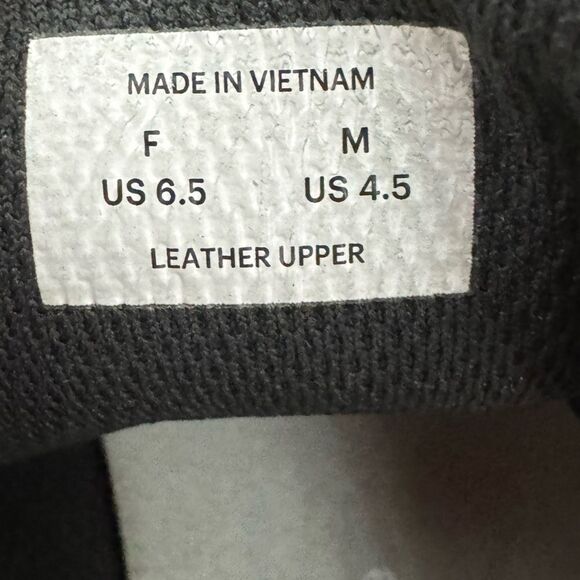 MADE IN VIETNAM
F M
US 6.5 US 4.5
LEATHER UPPER